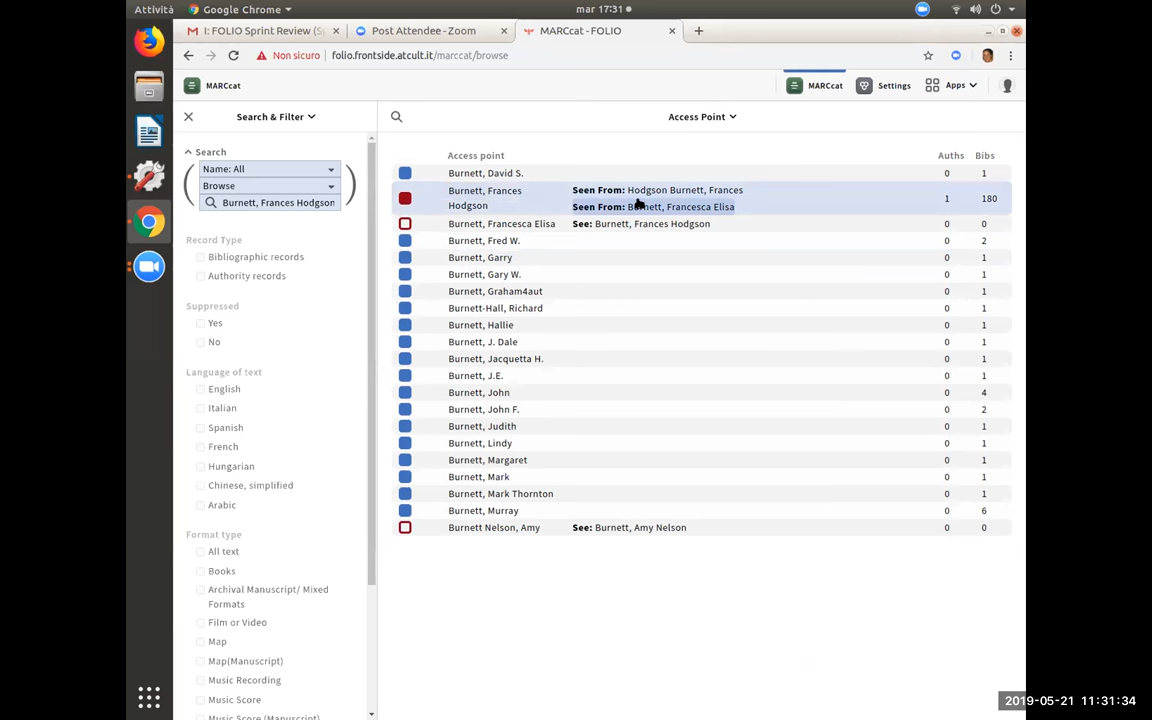 Attività
Google Chrome
mar 17:31
I: FOLIO Sprint Review (S
Post Attendee - Zoom
MARCcat - FOLIO
Non sicuro
folio.frontside.atcult.it/marccat/browse
MARCcat
MARCcat
Settings
Apps
Search & Filter
Access Point
Search
Name: All
Browse
Burnett, Frances Hodgson
Record Type
Bibliographic records
Authority records
Suppressed
Yes
No
Language of text
English
Italian
Spanish
French
Hungarian
Chinese, simplified
Arabic
Format type
All text
Books
Archival Manuscript/ Mixed
Formats
Film or Video
Map
Map(Manuscript)
Music Recording
Music Score
Music Score (Manuscript)
Access point Auths Bibs
Burnett, David S. 0 1
Burnett, Frances
Hodgson
Seen From: Hodgson Burnett, Frances
Seen From: Burnett, Francesca Elisa
1 180
Burnett, Francesca Elisa See: Burnett, Frances Hodgson 0 0
Burnett, Fred W. 0 2
Burnett, Garry 0 1
Burnett, Gary W. 0 1
Burnett, Graham4aut 0 1
Burnett-Hall, Richard 0 1
Burnett, Hallie 0 1
Burnett, J. Dale 0 1
Burnett, Jacquetta H. 0 1
Burnett, J.E. 0 1
Burnett, John 0 4
Burnett, John F. 0 2
Burnett, Judith 0 1
Burnett, Lindy 0 1
Burnett, Margaret 0 1
Burnett, Mark 0 1
Burnett, Mark Thornton 0 1
Burnett, Murray 0 6
Burnett Nelson, Amy See: Burnett, Amy Nelson 0 0
2019-05-21 11:31:34